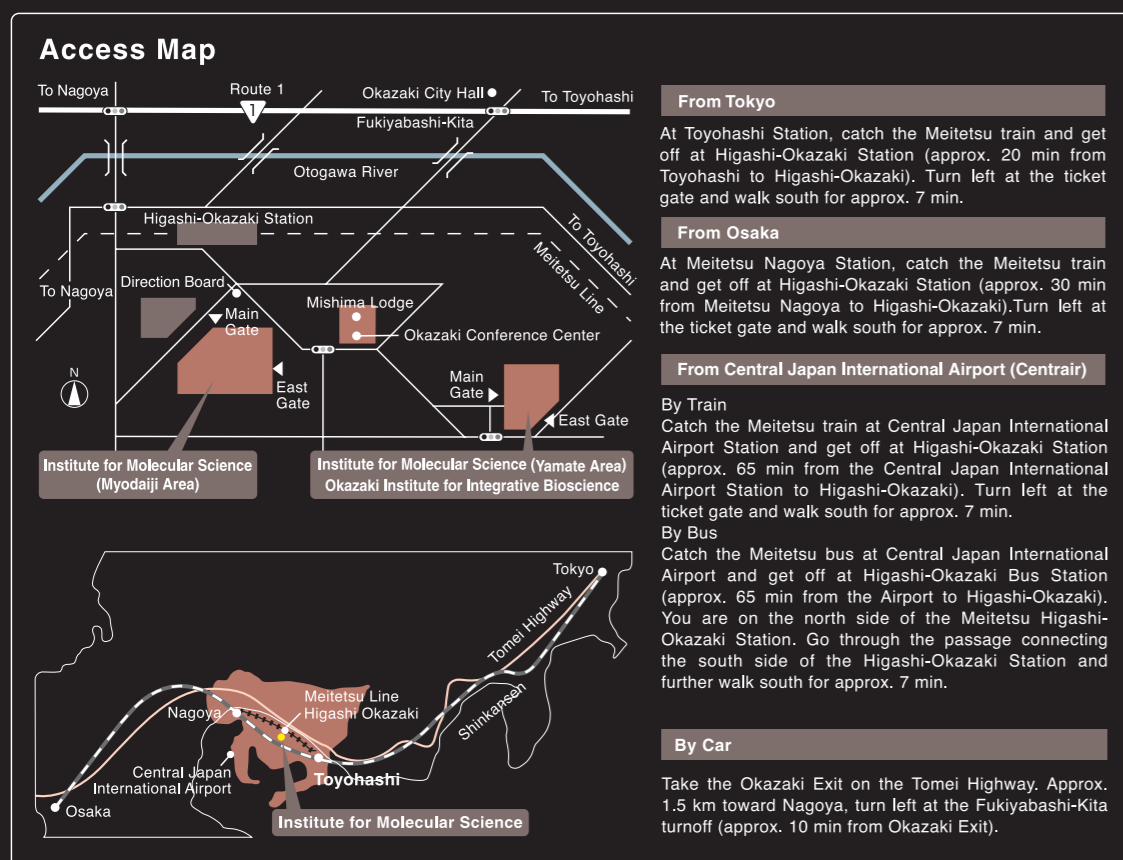 Access Map
To Nagoya
Route 1
1
Okazaki City Hall
To Toyohashi
Fukiyabashi-Kita
Otogawa River
Higashi-Okazaki Station
To Toyohashi
Meitetsu Line
To Nagoya
Direction Board
Main
Gate
Mishima Lodge
Okazaki Conference Center
N
East
Gate
Main
Gate
East Gate
Institute for Molecular Science
(Myodaiji Area)
Institute for Molecular Science (Yamate Area)
Okazaki Institute for Integrative Bioscience
Tokyo
Tomei Highway
Shinkanseh
Meitetsu Line
Higashi Okazaki
Nagoya
Central Japan
International Airport
Toyohashi
Osaka
Institute for Molecular Science
From Tokyo
At Toyohashi Station, catch the Meitetsu train and get
off at Higashi-Okazaki Station (approx. 20 min from
Toyohashi to Higashi-Okazaki). Turn left at the ticket
gate and walk south for approx. 7 min.
From Osaka
At Meitetsu Nagoya Station, catch the Meitetsu train
and get off at Higashi-Okazaki Station (approx. 30 min
from Meitetsu Nagoya to Higashi-Okazaki).Turn left at
the ticket gate and walk south for approx. 7 min.
From Central Japan International Airport (Centrair)
By Train
Catch the Meitetsu train at Central Japan International
Airport Station and get off at Higashi-Okazaki Station
(approx. 65 min from the Central Japan International
Airport Station to Higashi-Okazaki). Turn left at the
ticket gate and walk south for approx. 7 min.
By Bus
Catch the Meitetsu bus at Central Japan International
Airport and get off at Higashi-Okazaki Bus Station
(approx. 65 min from the Airport to Higashi-Okazaki).
You are on the north side of the Meitetsu Higashi-
Okazaki Station. Go through the passage connecting
the south side of the Higashi-Okazaki Station and
further walk south for approx. 7 min.
By Car
Take the Okazaki Exit on the Tomei Highway. Approx.
1.5 km toward Nagoya, turn left at the Fukiyabashi-Kita
turnoff (approx. 10 min from Okazaki Exit).